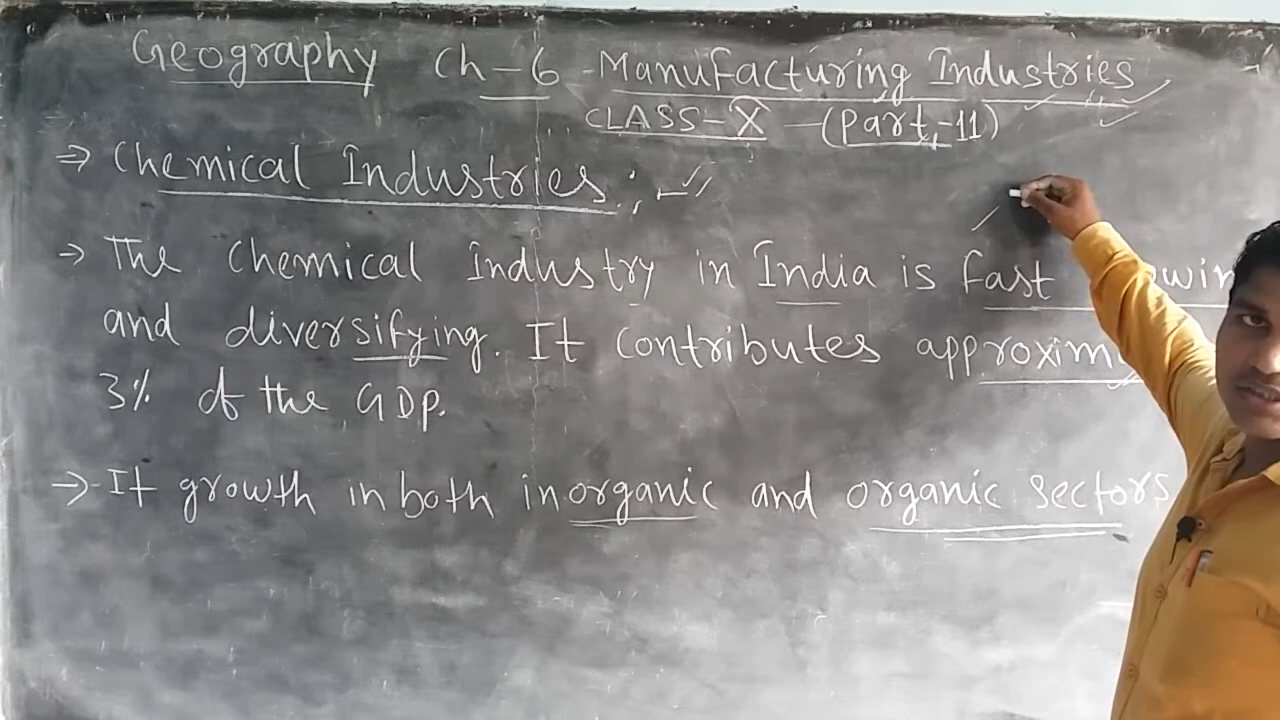 Geography Ch-6 - Manufacturing Industries
CLASS-X -(Part,-11)
⇒ Chemical Industries:;
→ The Chemical Industry in India is fast
and diversifying. It contributes approxim
3% of the GDP.
→ It growth in both inorganic and organic sectors